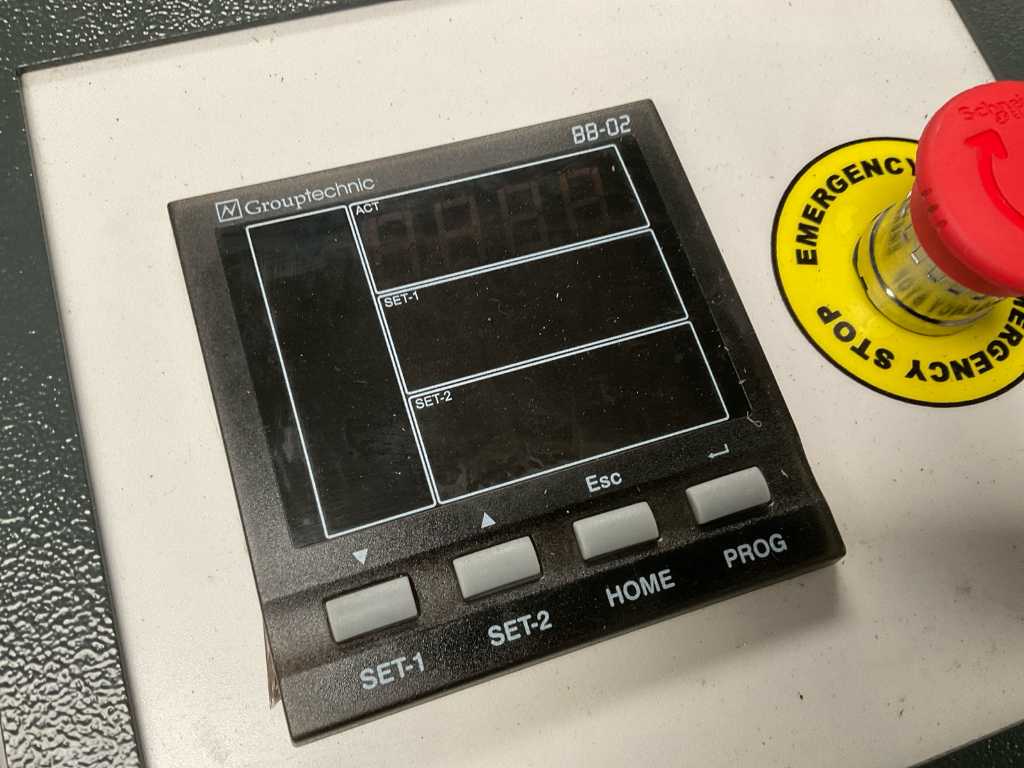 BB-02
Grouptechnic
ACT
SET-1
SET-2
Esc
SET-1
SET-2
HOME
PROG
EMERGENCY
EMERGENCY STOP